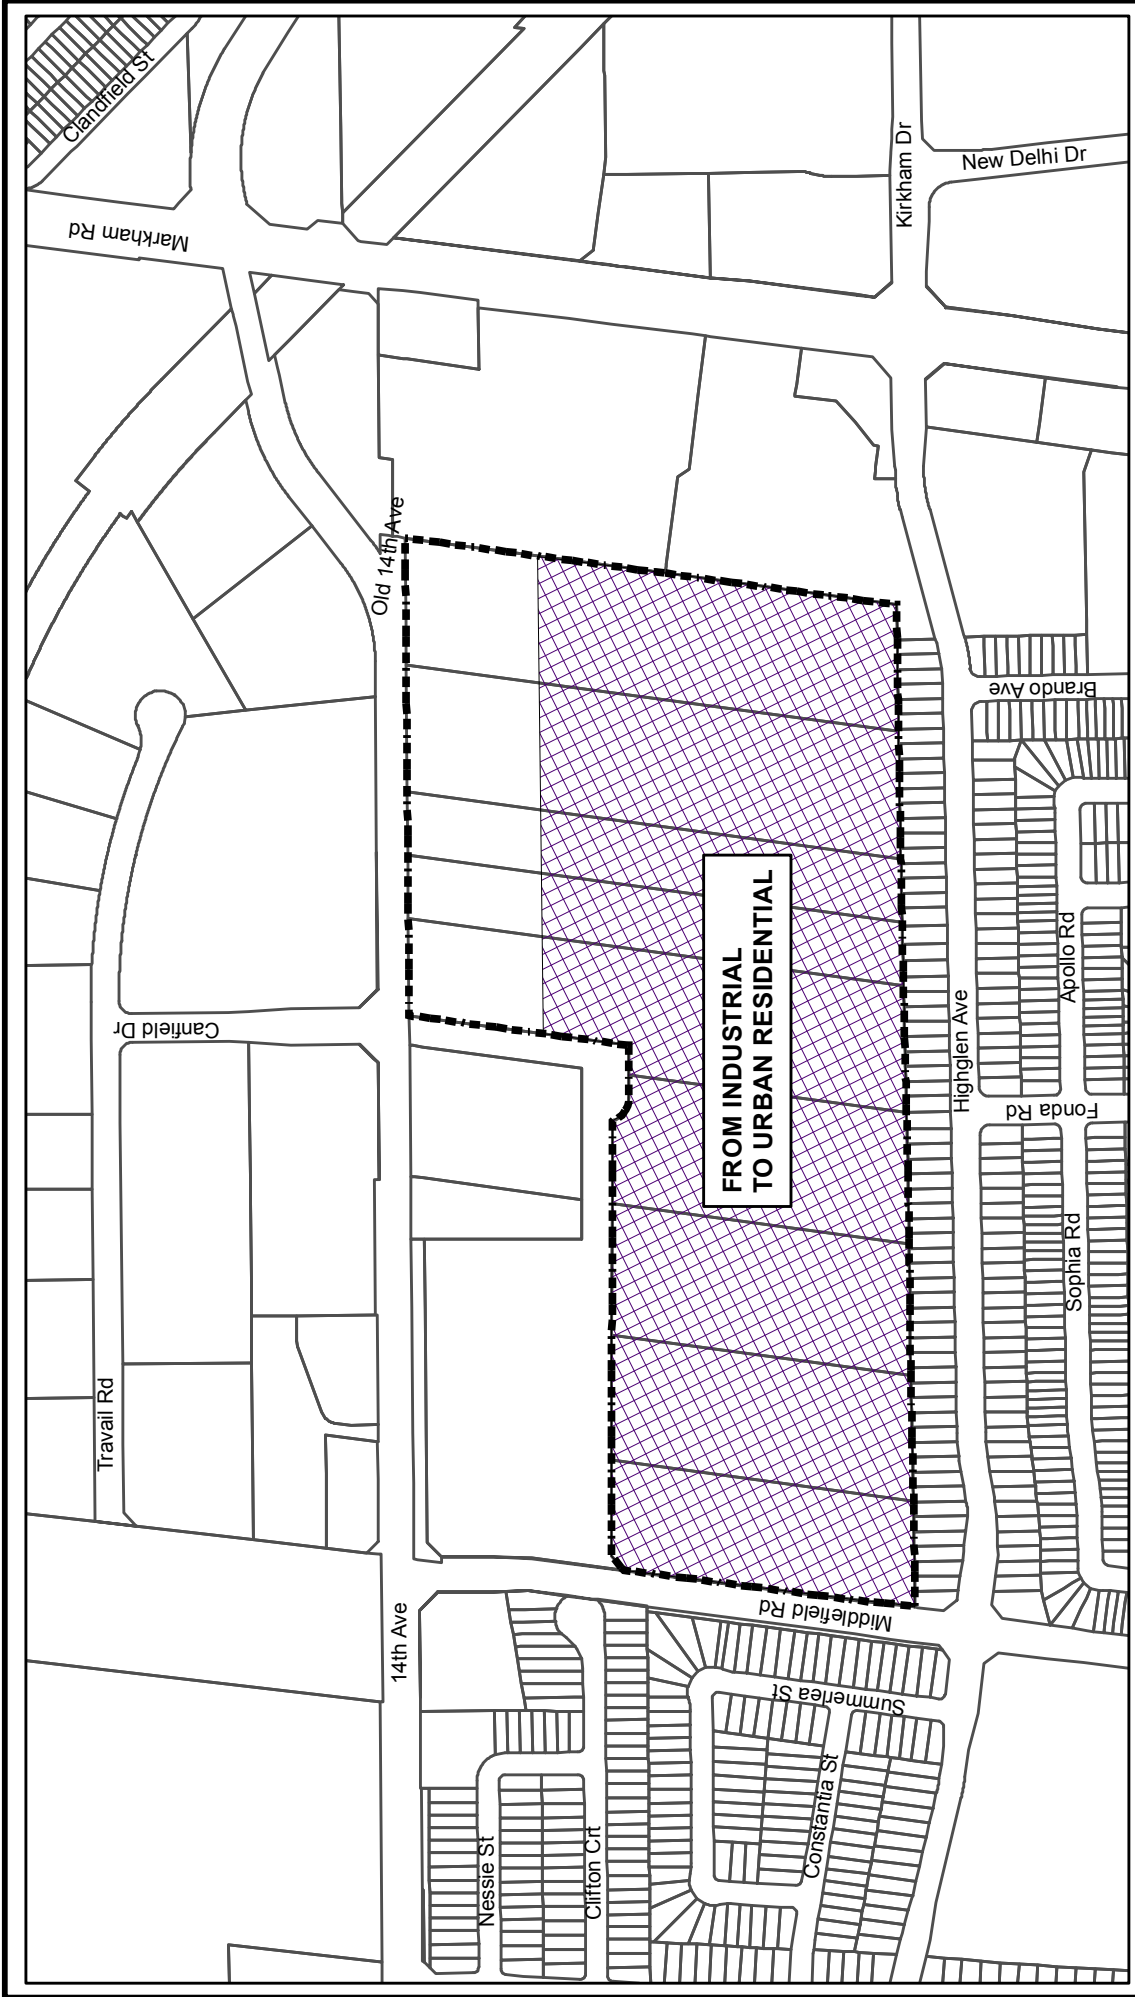 Clandfield St
Markham Rd
Kirkham Dr
New Delhi Dr
Old 14th Ave
Brando Ave
Canfield Dr
FROM INDUSTRIAL
TO URBAN RESIDENTIAL
Highglen Ave
Apollo Rd
Fonda Rd
Sophia Rd
Travail Rd
14th Ave
Middlefield Rd
Summerlea St
Constantia St
Nessie St
Clifton Crt